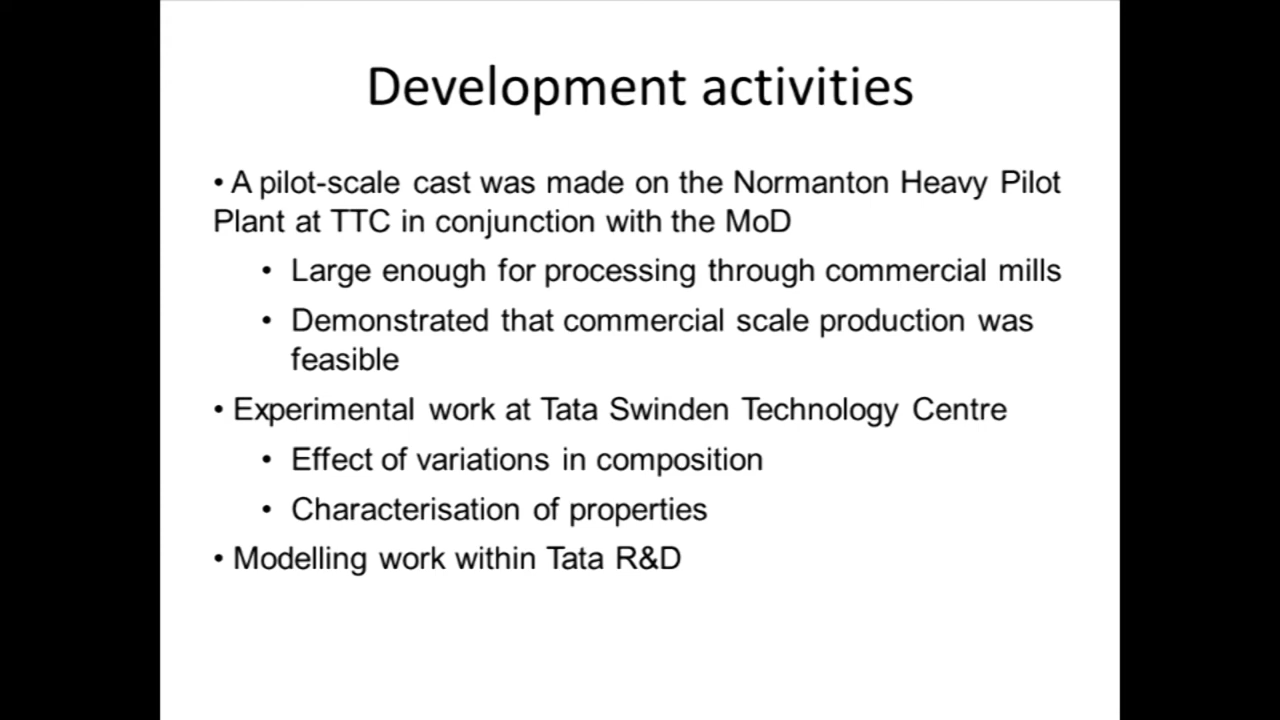 Development activities
• A pilot-scale cast was made on the Normanton Heavy Pilot
Plant at TTC in conjunction with the MoD
• Large enough for processing through commercial mills
• Demonstrated that commercial scale production was
feasible
• Experimental work at Tata Swinden Technology Centre
• Effect of variations in composition
• Characterisation of properties
• Modelling work within Tata R&D